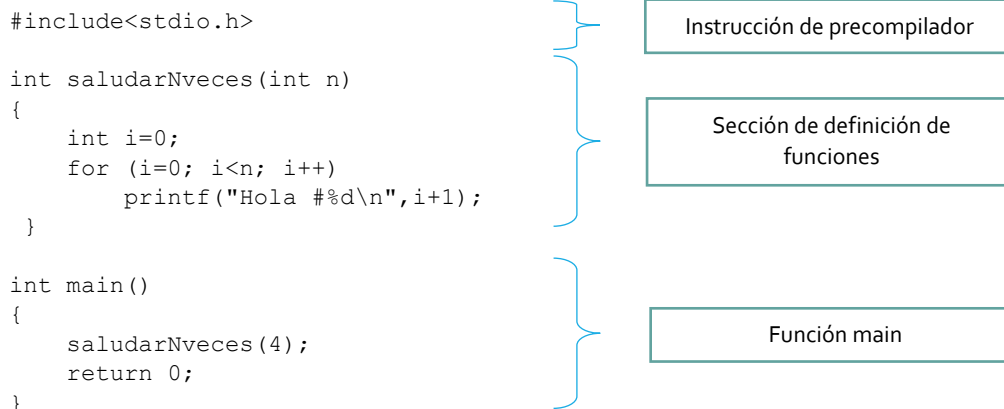 #include<stdio.h>
Instrucción de precompilador
int saludarNveces(int n)
{
    int i=0;
    for (i=0; i<n; i++)
        printf("Hola #%d\n",i+1);
 }
Sección de definición de
funciones
int main()
{
    saludarNveces(4);
    return 0;
}
Función main